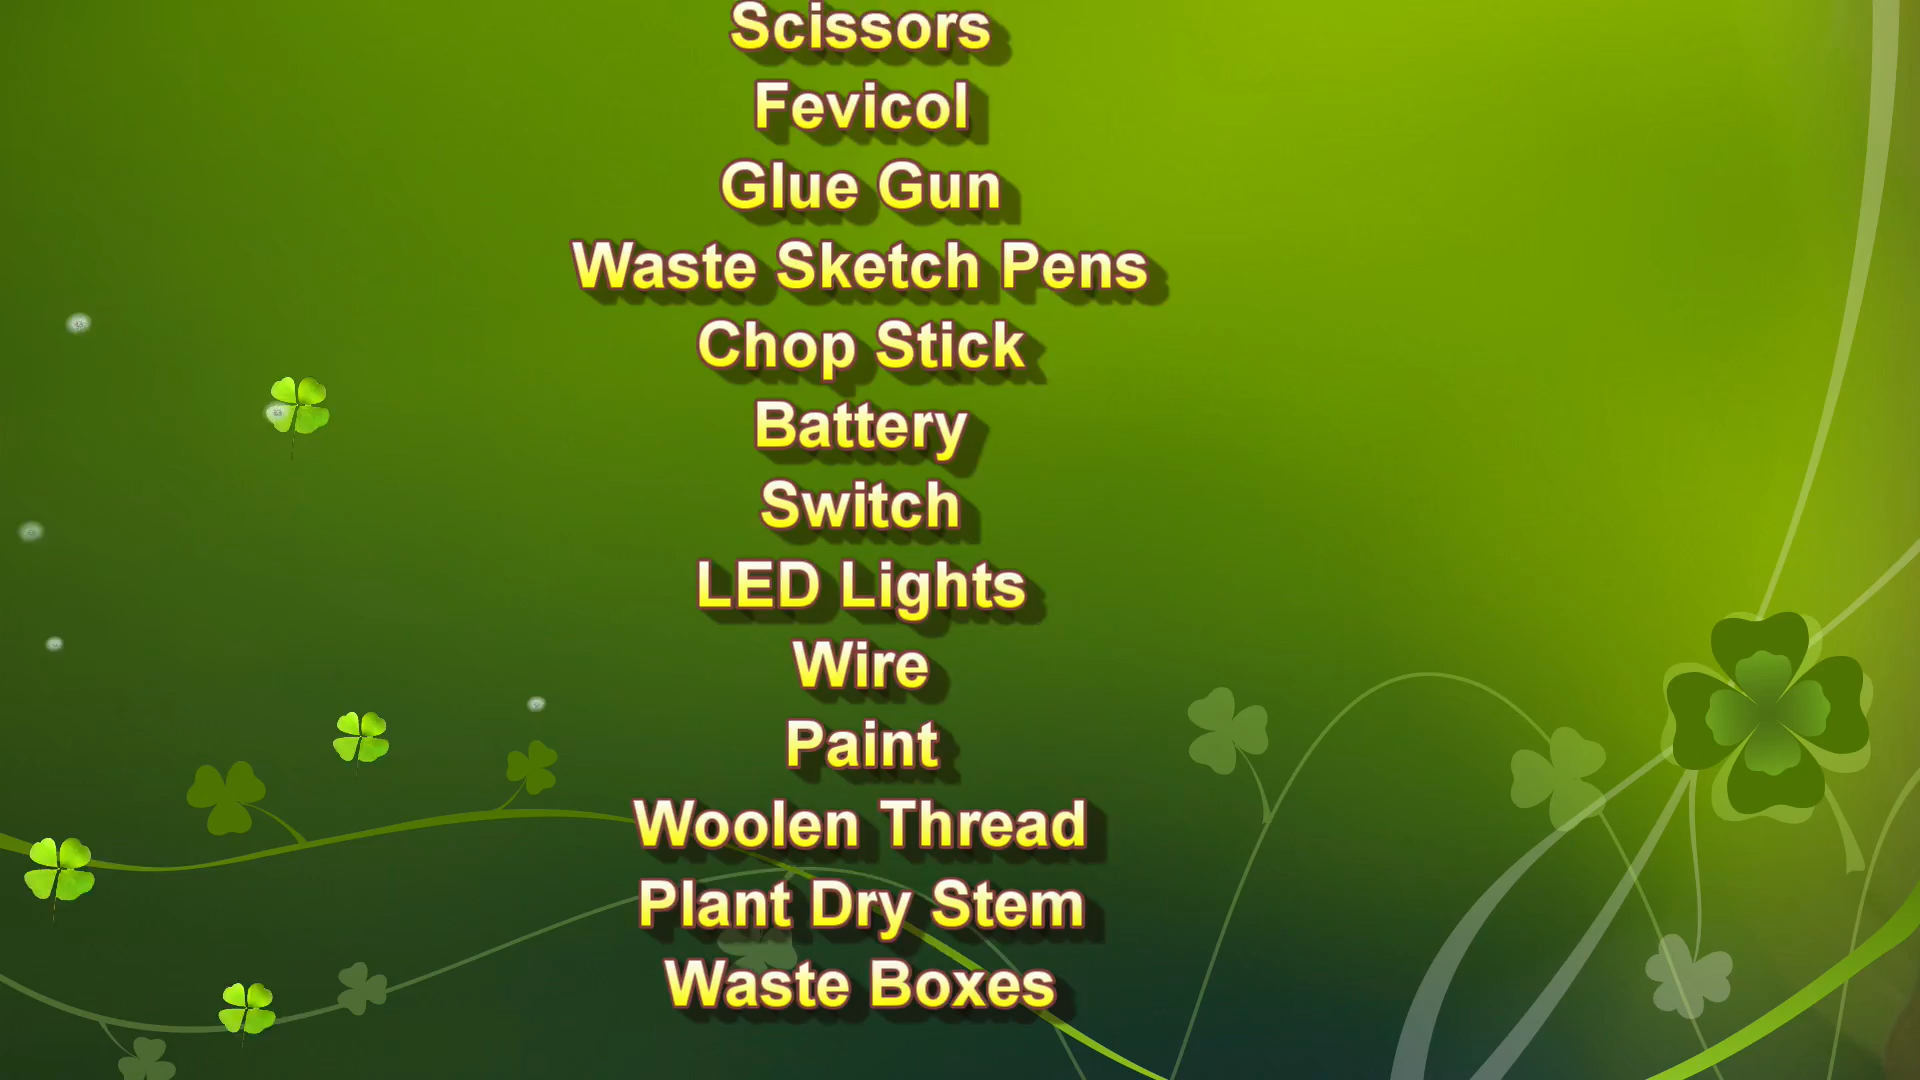 Scissors
Fevicol
Glue Gun
Waste Sketch Pens
Chop Stick
Battery
Switch
LED Lights
Wire
Paint
Woolen Thread
Plant Dry Stem
Waste Boxes